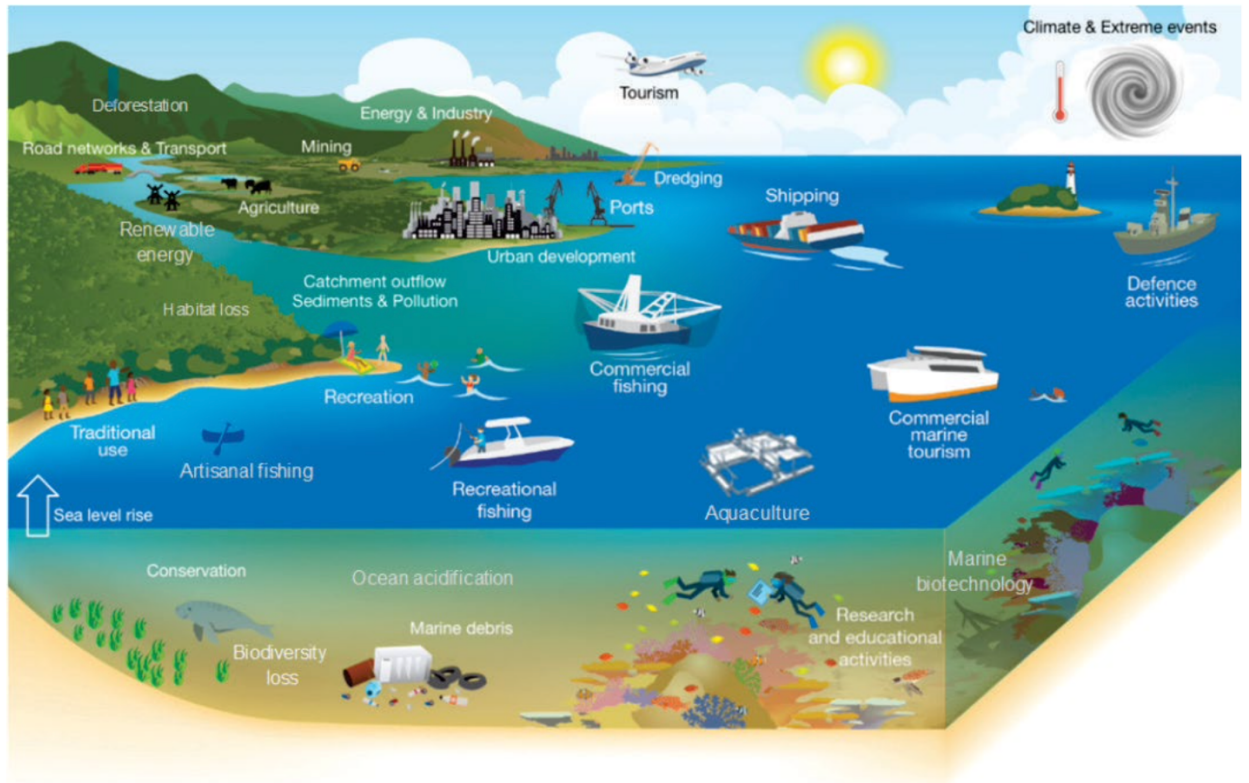 Climate & Extreme events
Tourism
Deforestation
Energy & Industry
Road networks & Transport
Mining
Dredging
Shipping
Agriculture
Ports
Renewable
energy
Urban development
Catchment outflow
Sediments & Pollution
Defence
activities
Habitat loss
Commercial
fishing
Recreation
Commercial
marine
tourism
Traditional
use
Artisanal fishing
Recreational
fishing
Aquaculture
Sea level rise
Conservation
Ocean acidification
Marine
biotechnology
Marine debris
Research
and educational
activities
Biodiversity
loss